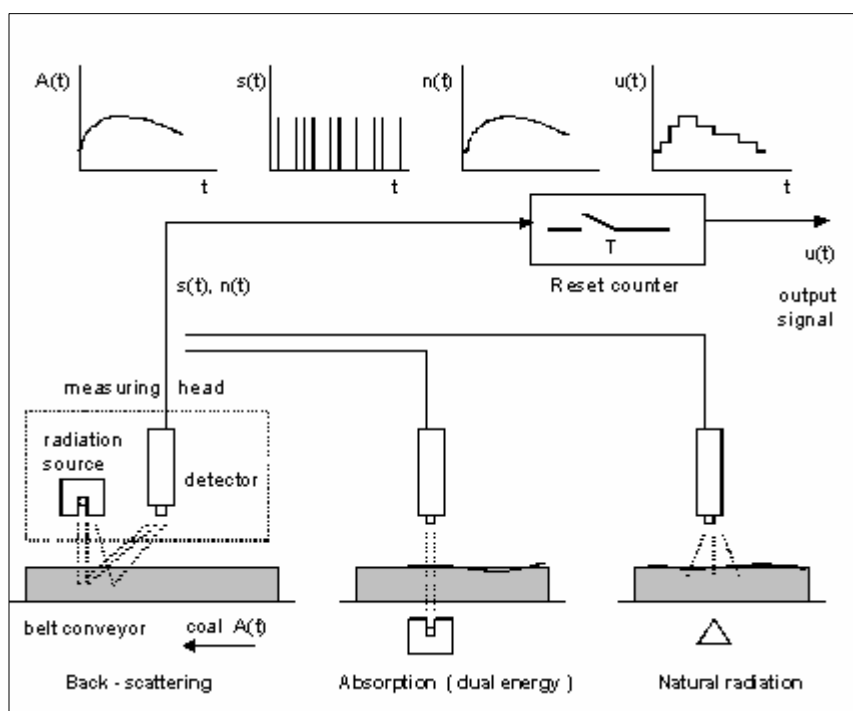 A(t)
s(t)
n(t)
u(t)
t
t
t
t
T
u(t)
s(t), n(t)
Reset counter
output
signal
measuring head
radiation
source
detector
belt conveyor
coal A(t)
Back - scattering
Absorption ( dual energy )
Natural radiation